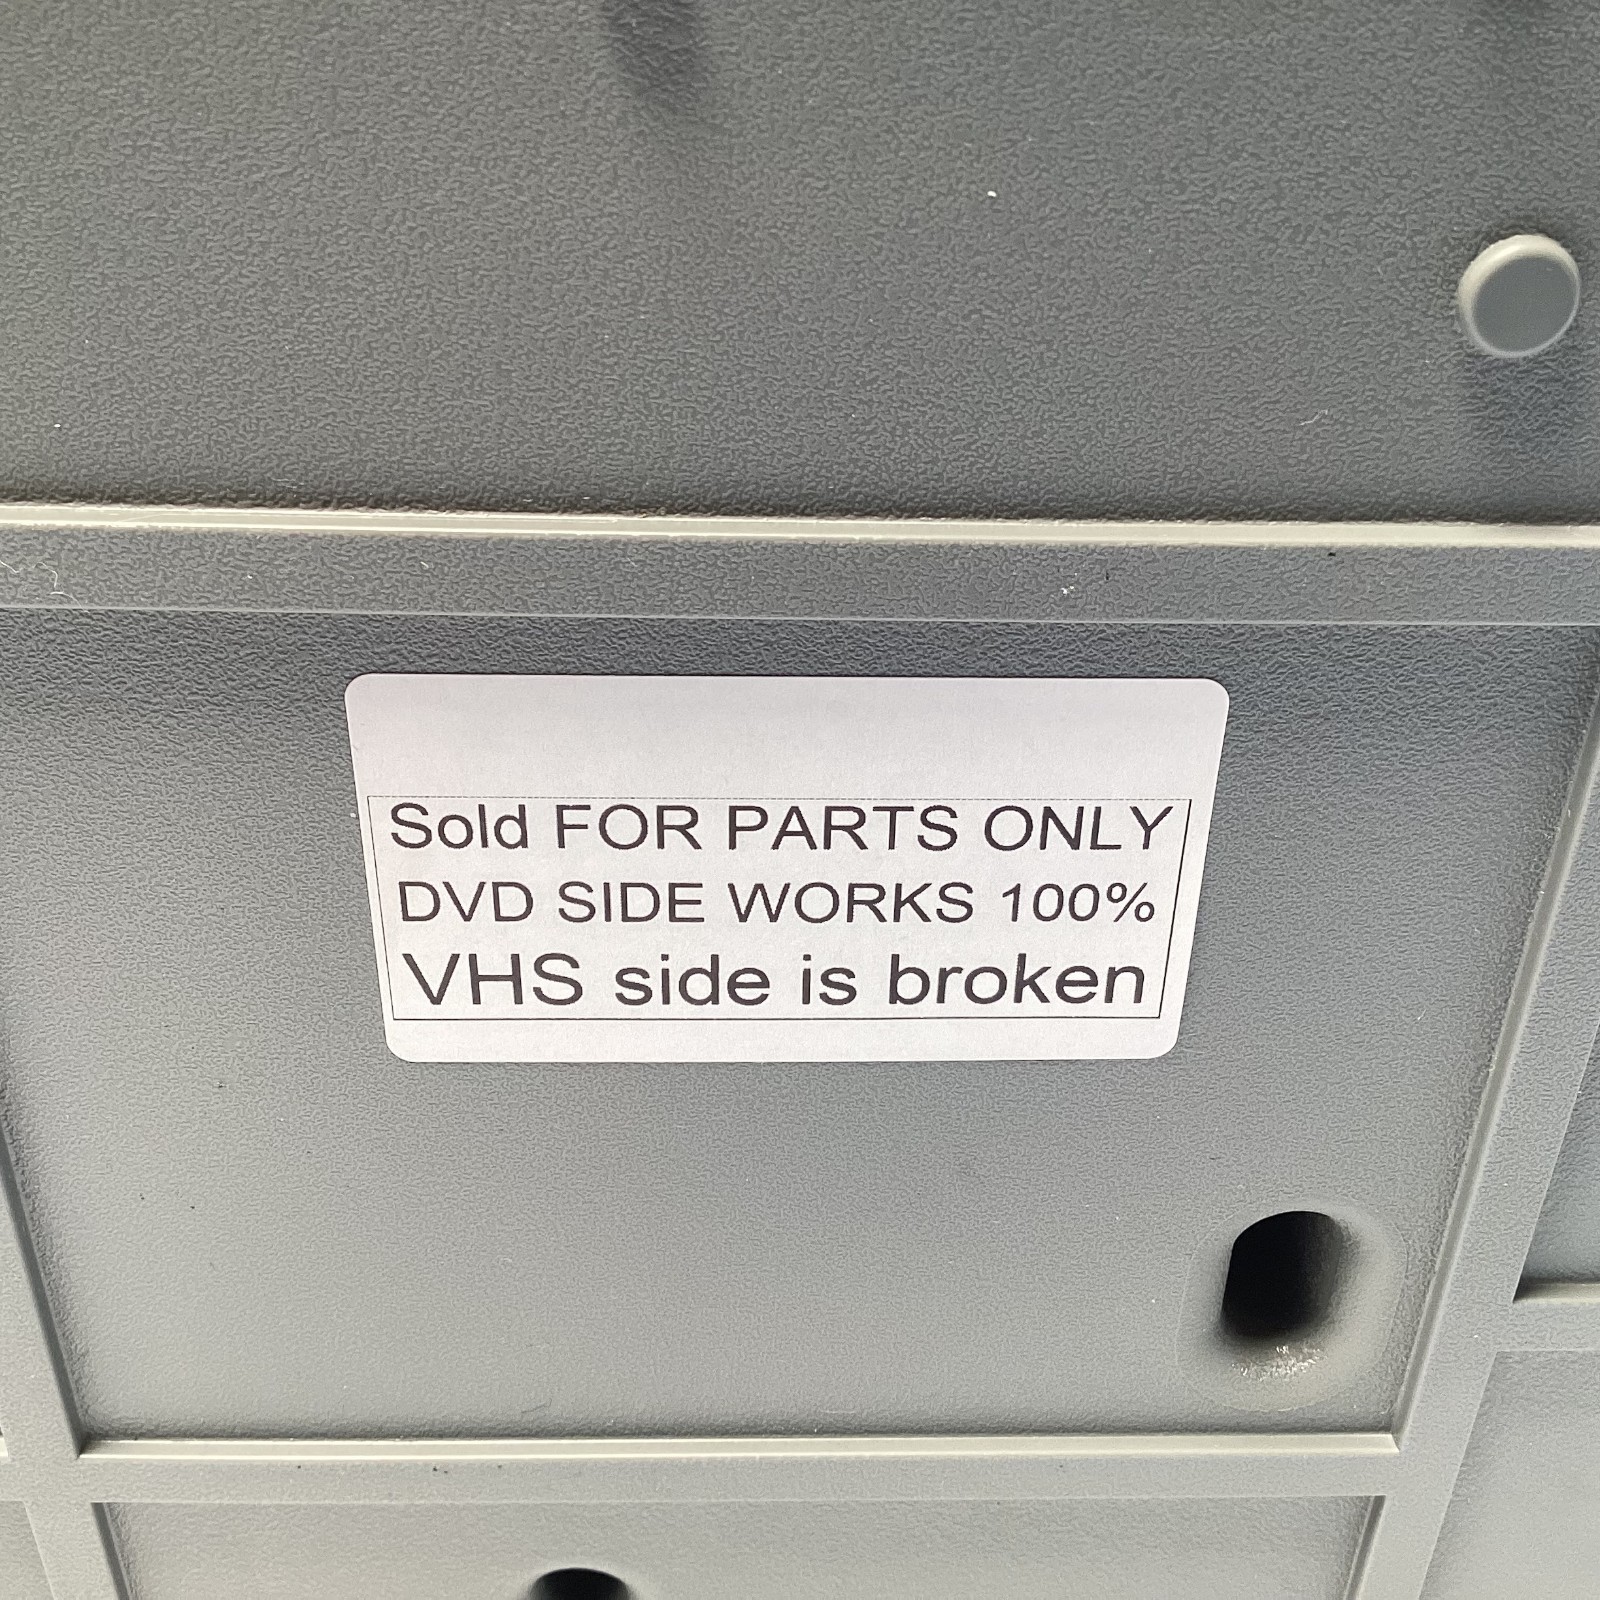 Sold FOR PARTS ONLY
DVD SIDE WORKS 100%
VHS side is broken